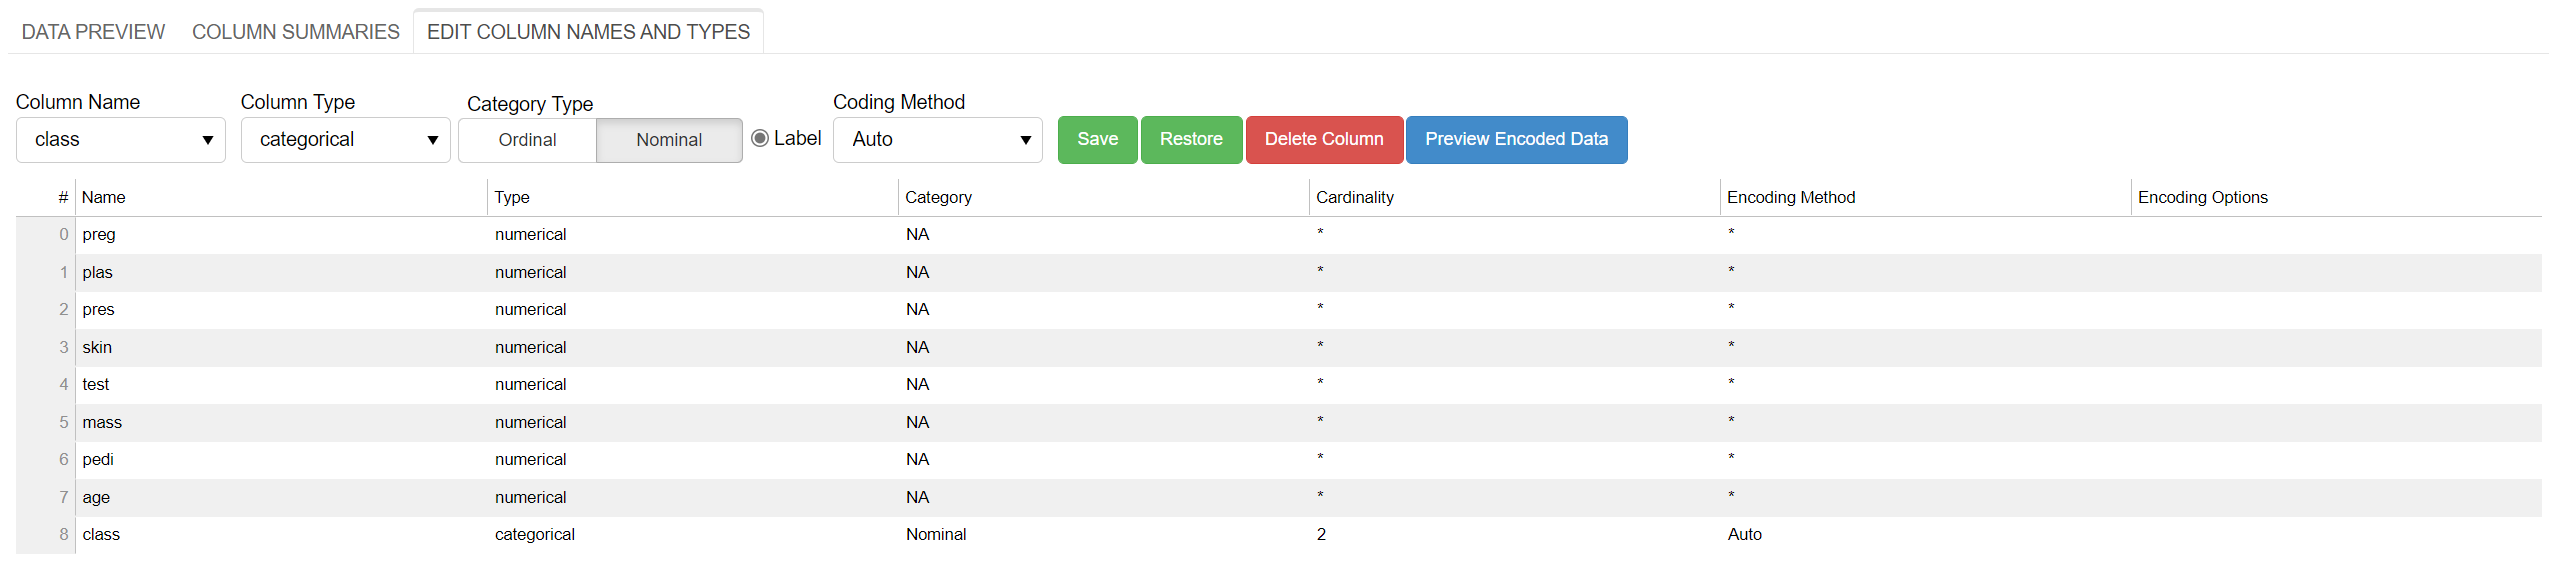 DATA PREVIEW COLUMN SUMMARIES EDIT COLUMN NAMES AND TYPES
Column Name Column Type Category Type Coding Method
class categorical Ordinal Nominal Label Auto Save Restore Delete Column Preview Encoded Data
# Name Type Category Cardinality Encoding Method Encoding Options
0 preg numerical NA * *
1 plas numerical NA * *
2 pres numerical NA * *
3 skin numerical NA * *
4 test numerical NA * *
5 mass numerical NA * *
6 pedi numerical NA * *
7 age numerical NA * *
8 class categorical Nominal 2 Auto